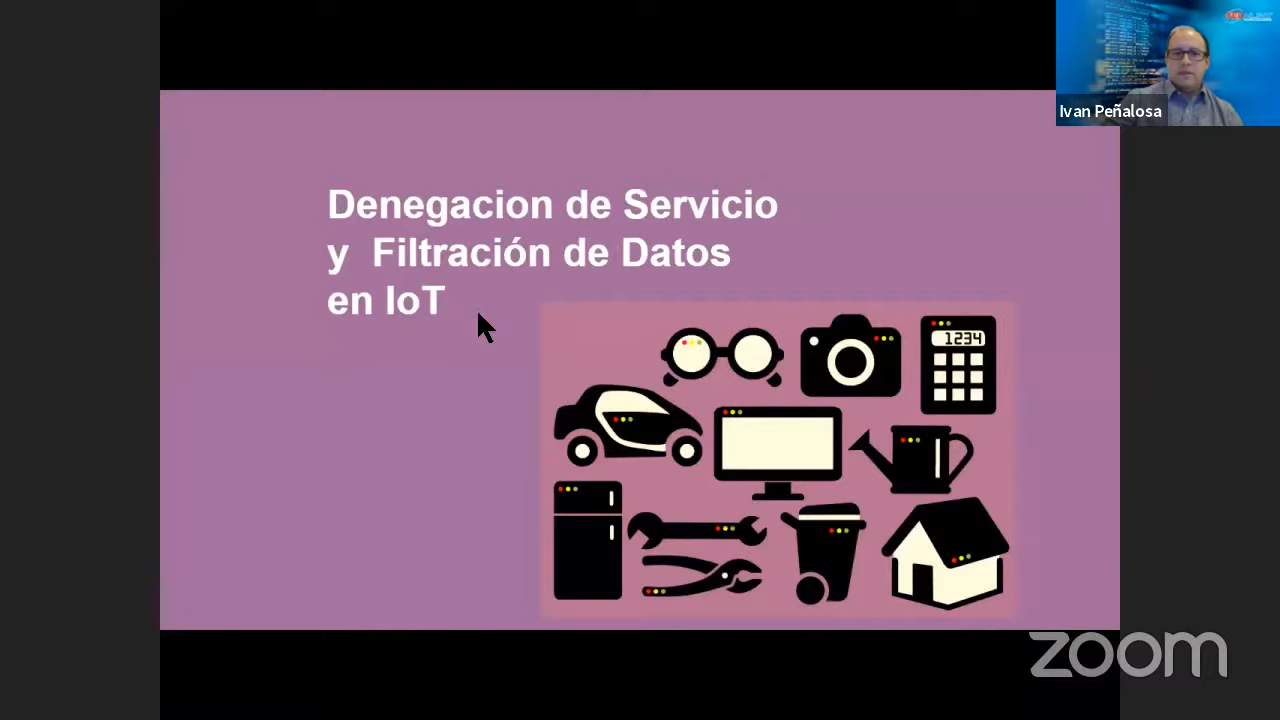 Ivan Peñalosa
Denegacion de Servicio
y  Filtración de Datos
en IoT
1234
zoom